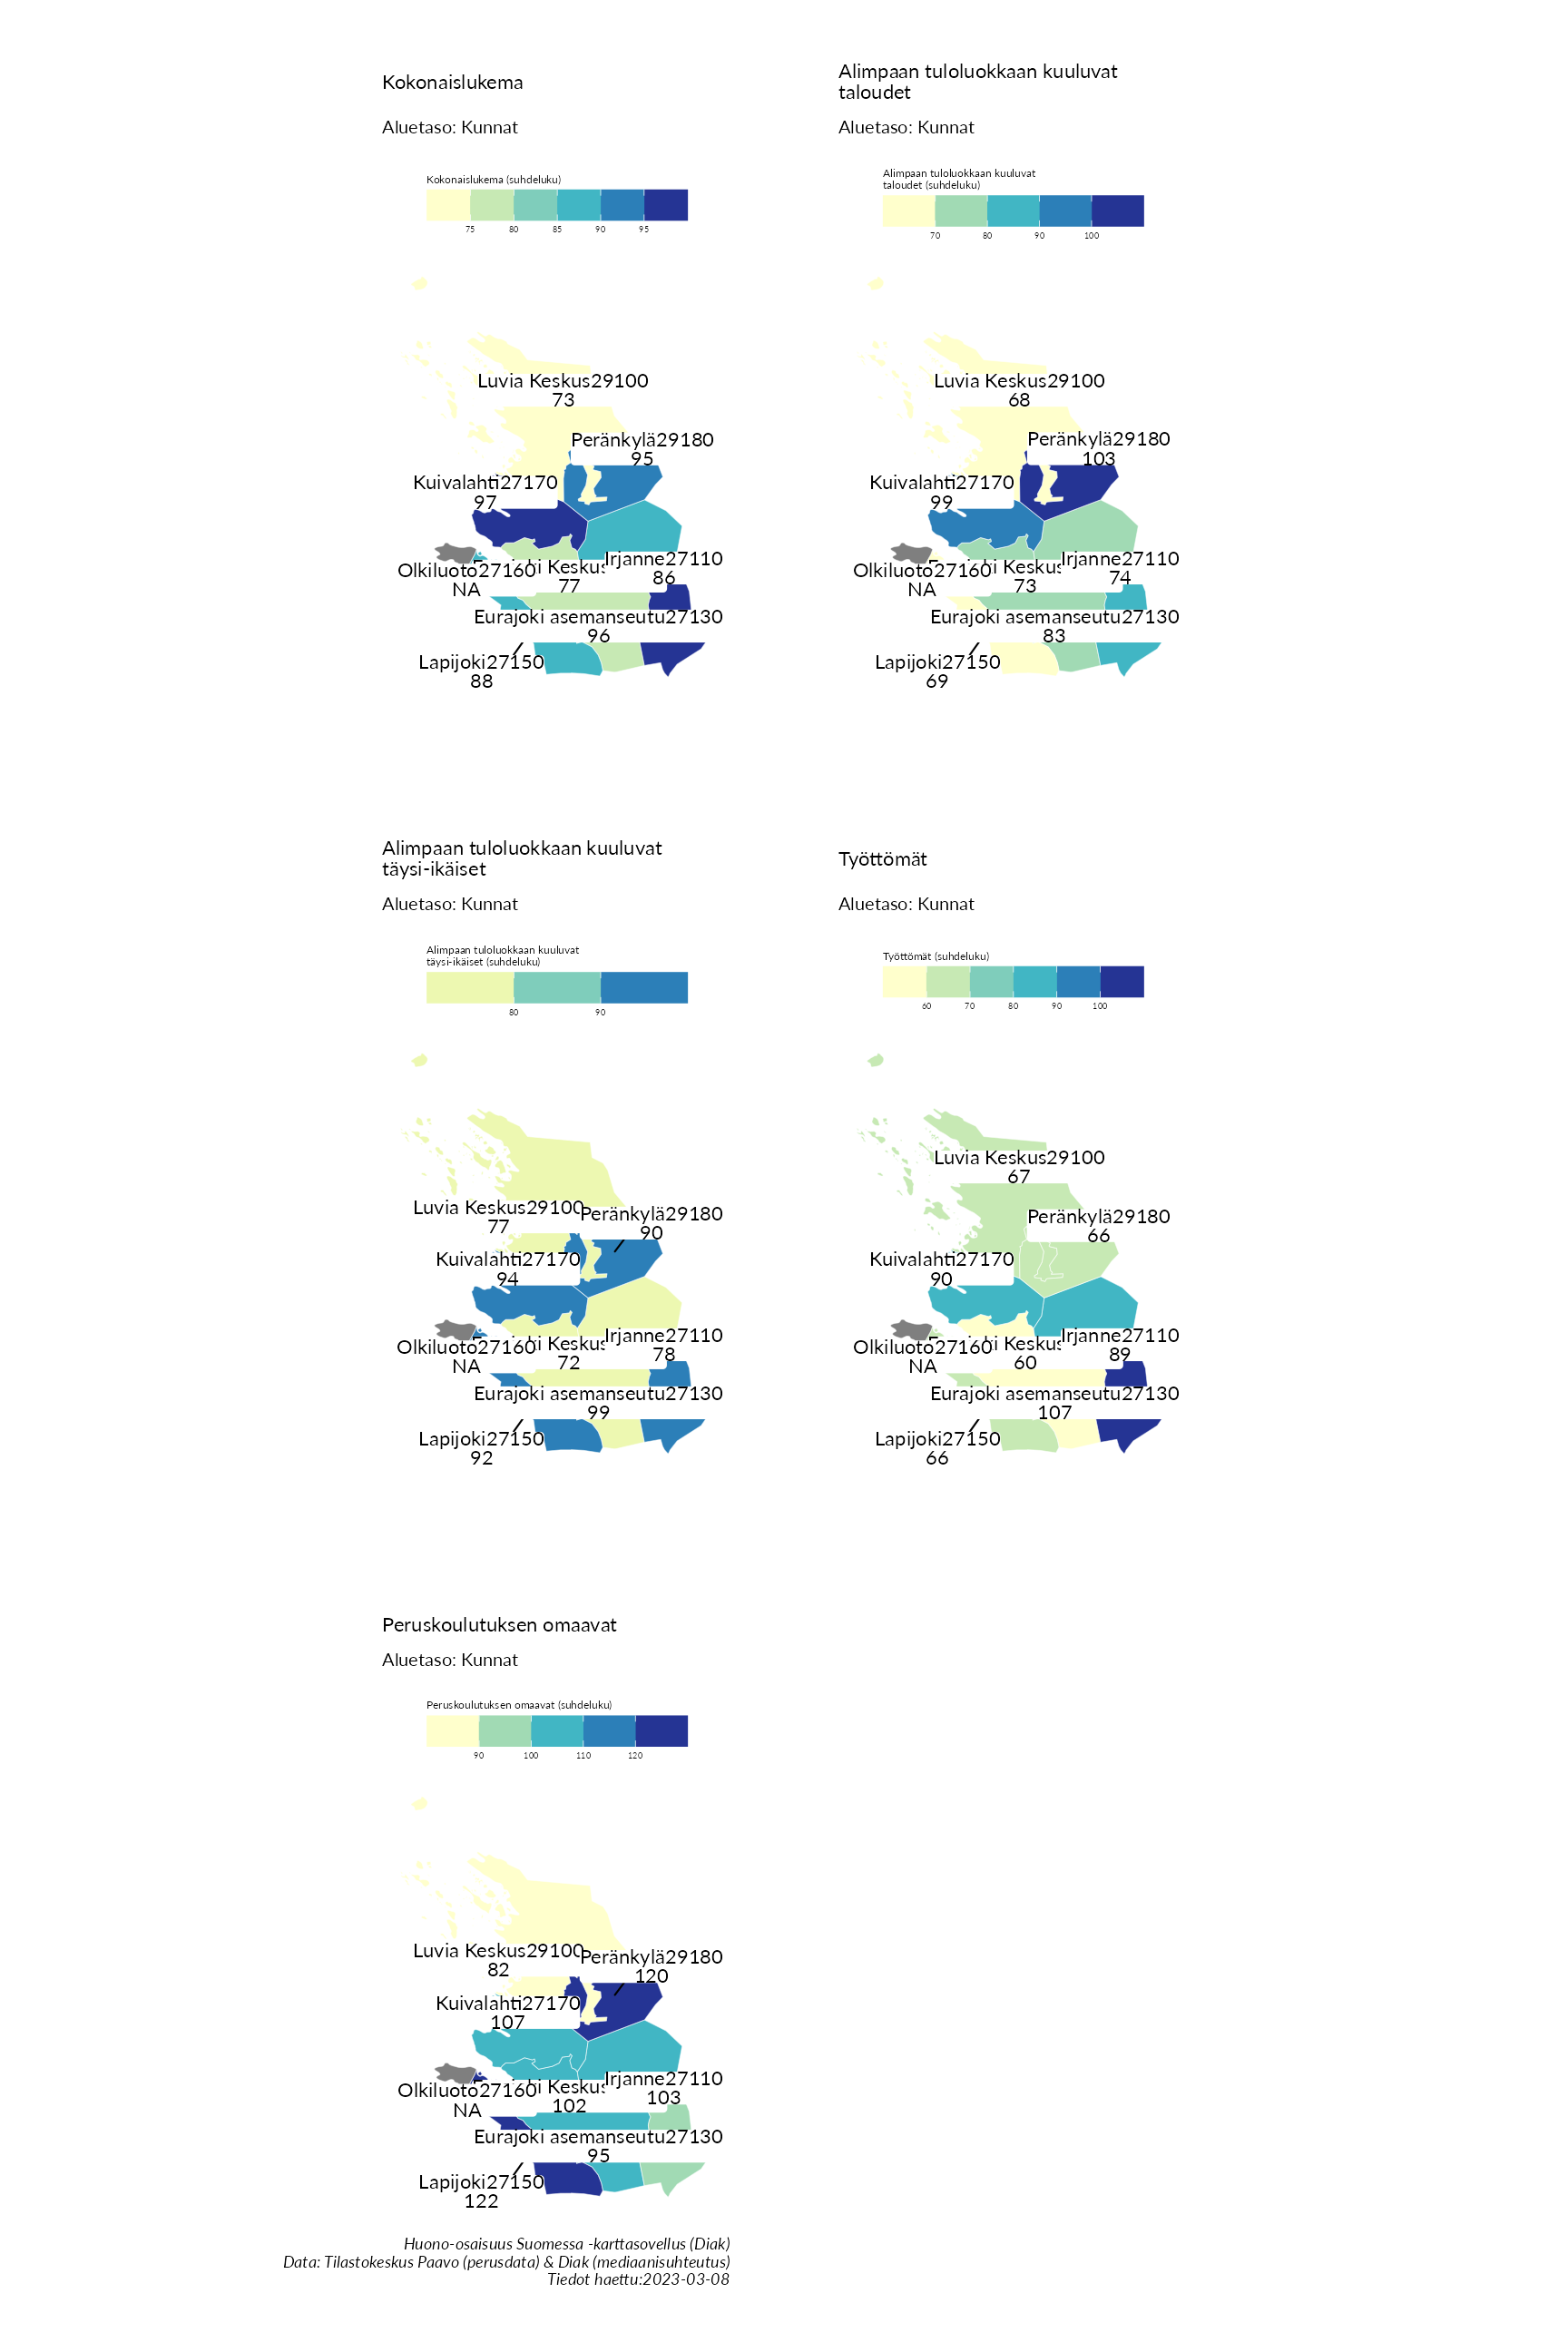 Kokonaislukema
Aluetaso: Kunnat
Kokonaislukema (suhdeluku)
75 80 85 90 95
Luvia Keskus29100
73
Peränkylä29180
95
Kuivalahti27170
97
Irjanne27110
86
Olkiluoto27160
NA
Keskus
77
Eurajoki asemanseutu27130
96
Lapijoki27150
88
Alimpaan tuloluokkaan kuuluvat
taloudet
Aluetaso: Kunnat
Alimpaan tuloluokkaan kuuluvat
taloudet (suhdeluku)
70 80 90 100
Luvia Keskus29100
68
Peränkylä29180
103
Kuivalahti27170
99
Irjanne27110
74
Olkiluoto27160
NA
Keskus
73
Eurajoki asemanseutu27130
83
Lapijoki27150
69
Alimpaan tuloluokkaan kuuluvat
täysi-ikäiset
Aluetaso: Kunnat
Alimpaan tuloluokkaan kuuluvat
täysi-ikäiset (suhdeluku)
80 90
Luvia Keskus29100
77
Peränkylä29180
90
Kuivalahti27170
94
Irjanne27110
78
Olkiluoto27160
NA
Keskus
72
Eurajoki asemanseutu27130
99
Lapijoki27150
92
Työttömät
Aluetaso: Kunnat
Työttömät (suhdeluku)
60 70 80 90 100
Luvia Keskus29100
67
Peränkylä29180
66
Kuivalahti27170
90
Irjanne27110
89
Olkiluoto27160
NA
Keskus
60
Eurajoki asemanseutu27130
107
Lapijoki27150
66
Peruskoulutuksen omaavat
Aluetaso: Kunnat
Peruskoulutuksen omaavat (suhdeluku)
90 100 110 120
Luvia Keskus29100
82
Peränkylä29180
120
Kuivalahti27170
107
Irjanne27110
103
Olkiluoto27160
NA
Keskus
102
Eurajoki asemanseutu27130
95
Lapijoki27150
122
Huono-osaisuus Suomessa -karttasovellus (Diak)
Data: Tilastokeskus Paavo (perusdata) & Diak (mediaanisuhteutus)
Tiedot haettu:2023-03-08